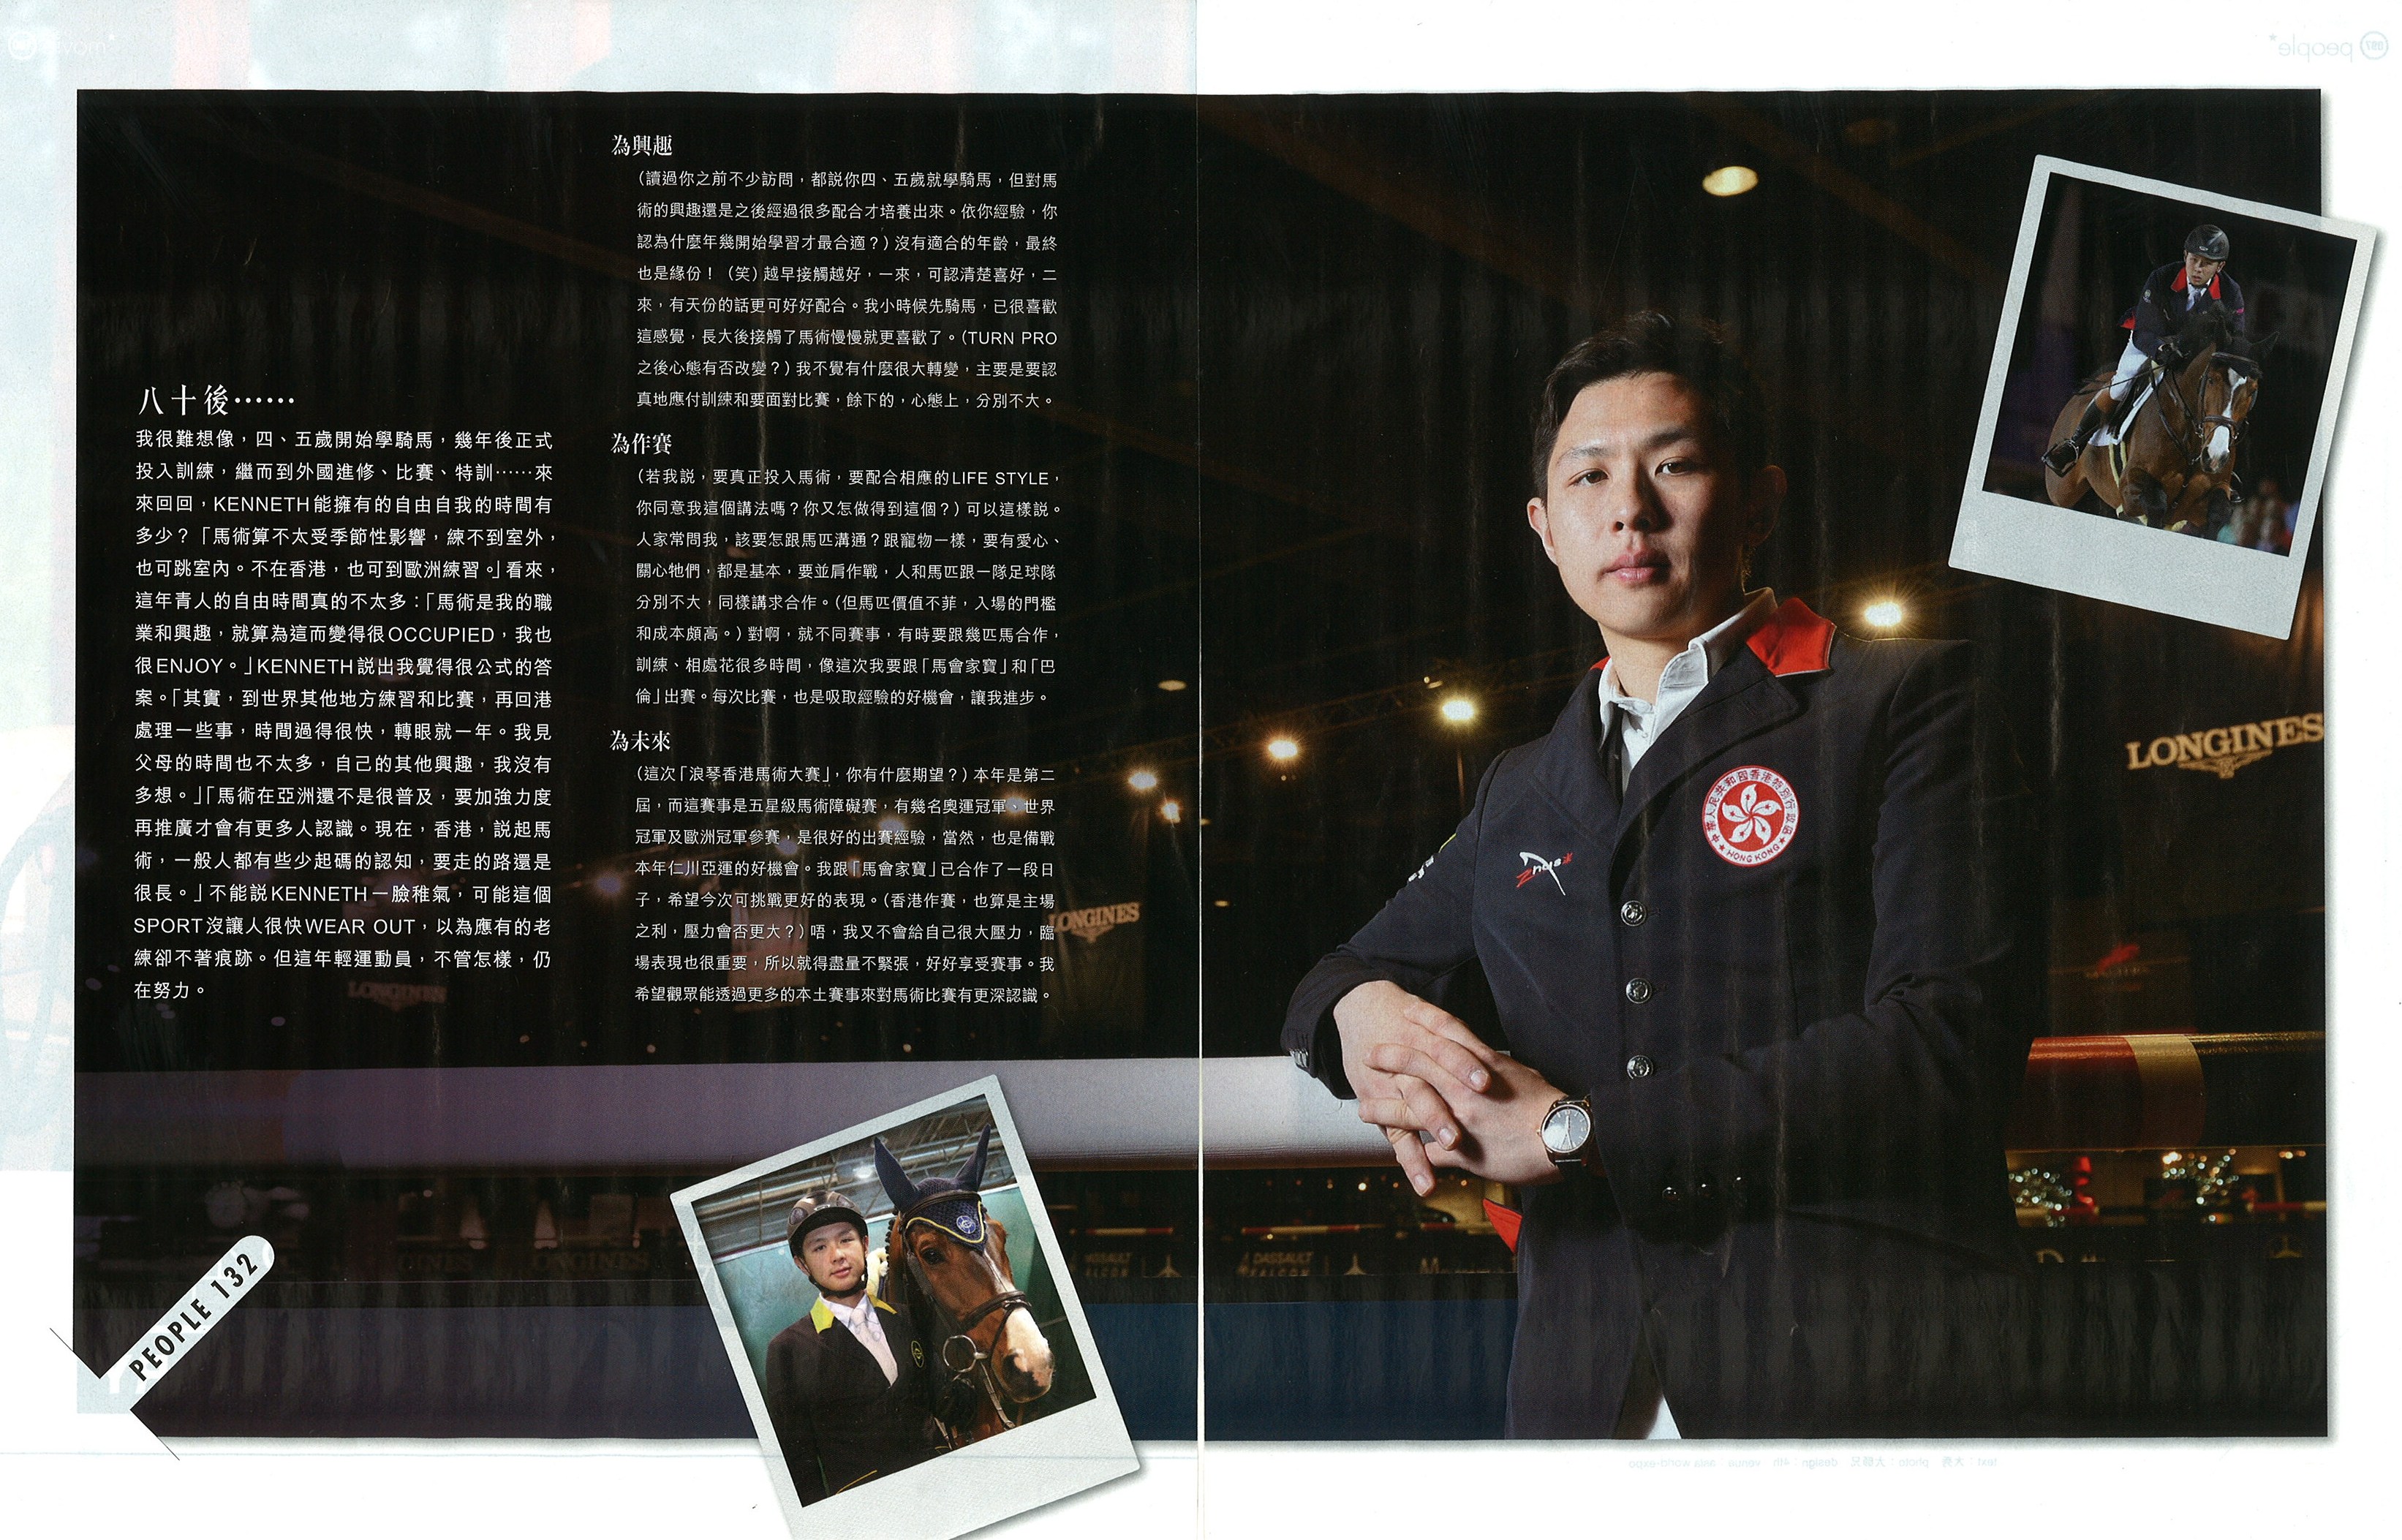 八十後⋯⋯
我很難想像，四、五歲開始學騎馬，幾年後正式
投入訓練，繼而到外國進修、比賽、特訓⋯⋯來
來回回，KENNETH能擁有的自由自我的時間有
多少？「馬術算不太受季節性影響，練不到室外，
也可跳室內。不在香港，也可到歐洲練習。」看來，
這年青人的自由時間真的不太多：「馬術是我的職
業和興趣，就算為這而變得很OCCUPIED，我也
很ENJOY。」KENNETH説出我覺得很公式的答
案。「其實，到世界其他地方練習和比賽，再回港
處理一些事，時間過得很快，轉眼就一年。我見
父母的時間也不太多，自己的其他興趣，我沒有
多想。」「馬術在亞洲還不是很普及，要加強力度
再推廣才會有更多人認識。現在，香港，説起馬
術，一般人都有些少起碼的認知，要走的路還是
很長。」不能説KENNETH一臉稚氣，可能這個
SPORT沒讓人很快WEAR OUT，以為應有的老
練卻不著痕跡。但這年輕運動員，不管怎樣，仍
在努力。
為興趣
（讀過你之前不少訪問，都説你四、五歲就學騎馬，但對馬
術的興趣還是之後經過很多配合才培養出來。依你經驗，你
認為什麼年幾開始學習才最合適？）沒有適合的年齡，最終
也是緣份！（笑）越早接觸越好，一來，可認清楚喜好，二
來，有天份的話更可好好配合。我小時候先騎馬，已很喜歡
這感覺，長大後接觸了馬術慢慢就更喜歡了。（TURN PRO
之後心態有否改變？）我不覺有什麼很大轉變，主要是要認
真地應付訓練和要面對比賽，餘下的，心態上，分別不大。
為作賽
（若我説，要真正投入馬術，要配合相應的LIFE STYLE，
你同意我這個講法嗎？你又怎做得到這個？）可以這樣説。
人家常問我，該要怎跟馬匹溝通？跟寵物一樣，要有愛心、
關心牠們，都是基本，要並肩作戰，人和馬匹跟一隊足球隊
分別不大，同樣講求合作。（但馬匹價值不菲，入場的門檻
和成本頗高。）對啊，就不同賽事，有時要跟幾匹馬合作，
訓練、相處花很多時間，像這次我要跟「馬會家寶」和「巴
倫」出賽。每次比賽，也是吸取經驗的好機會，讓我進步。
為未來
（這次「浪琴香港馬術大賽」，你有什麼期望？）本年是第二
屆，而這賽事是五星級馬術障礙賽，有幾名奧運冠軍、世界
冠軍及歐洲冠軍參賽，是很好的出賽經驗，當然，也是備戰
本年仁川亞運的好機會。我跟「馬會家寶」已合作了一段日
子，希望今次可挑戰更好的表現。（香港作賽，也算是主場
之利，壓力會否更大？）唔，我又不會給自己很大壓力，臨
場表現也很重要，所以就得盡量不緊張，好好享受賽事。我
希望觀眾能透過更多的本土賽事來對馬術比賽有更深認識。
PEOPLE 132
LONGINES
LONGINES
LONGINES
LONGINES
中華人民共和國香港特別行政區
HONG KONG
DASSAULT
FALCON